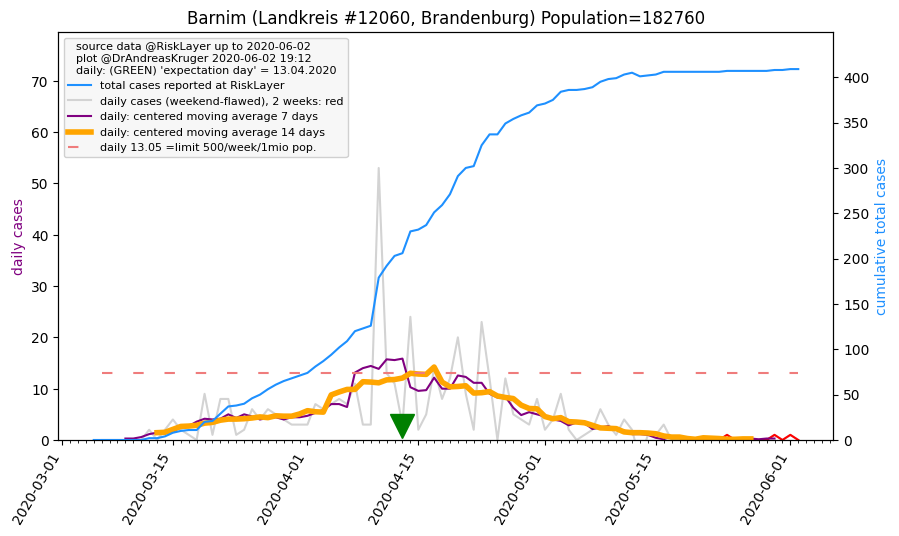 Barnim (Landkreis #12060, Brandenburg) Population=182760
source data @RiskLayer up to 2020-06-02
plot @DrAndreasKruger 2020-06-02 19:12
daily: (GREEN) 'expectation day' = 13.04.2020
total cases reported at RiskLayer
daily cases (weekend-flawed), 2 weeks: red
daily: centered moving average 7 days
daily: centered moving average 14 days
daily 13.05 =limit 500/week/1mio pop.
daily cases
70
60
50
40
30
20
10
0
cumulative total cases
400
350
300
250
200
150
100
50
0
2020-03-01
2020-03-15
2020-04-01
2020-04-15
2020-05-01
2020-05-15
2020-06-01